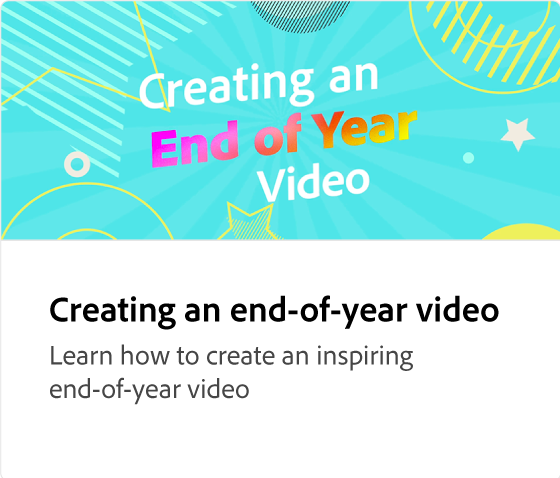 Creating an
End of Year
Video
Creating an end-of-year video
Learn how to create an inspiring
end-of-year video